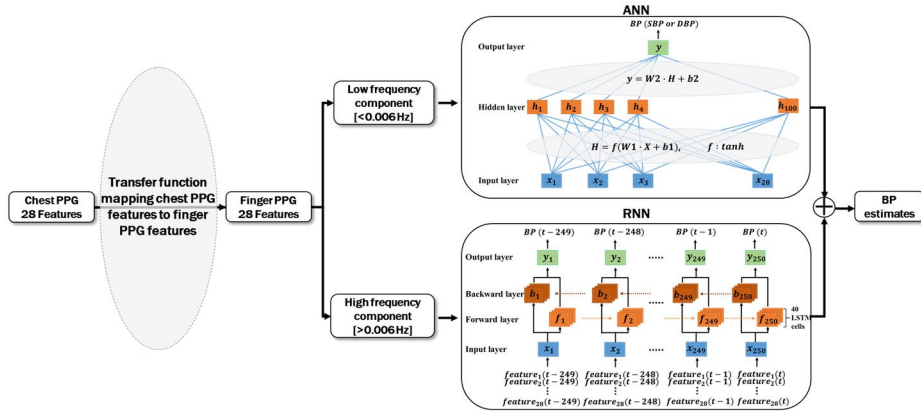 Chest PPG
28 Features
Transfer function
mapping chest PPG
features to finger
PPG features
Finger PPG
28 Features
Low frequency
component
[<0.006Hz]
High frequency
component
[>0.006Hz]
ANN
BP (SBP or DBP)
Output layer
y
y = W2 · H + b2
Hidden layer
h1 h2 h3 h4 h100
H = f(W1 · X + b1), f : tanh
Input layer
x1 x2 x3 x28
RNN
BP (t − 249) BP (t − 248) BP (t − 1) BP (t)
Output layer
y1 y2 ..... y249 y250
Backward layer
b1 b2 ..... b249 b250
Forward layer
f1 f2 ..... f249 f250
40
LSTM
cells
Input layer
x1 x2 ..... x249 x250
feature1(t − 249) feature1(t − 248) feature1(t − 1) feature1(t)
feature2(t − 249) feature2(t − 248) feature2(t − 1) feature2(t)
⋮ ⋮ ⋮ ⋮
feature28(t − 249) feature28(t − 248) feature28(t − 1) feature28(t)
+
BP
estimates